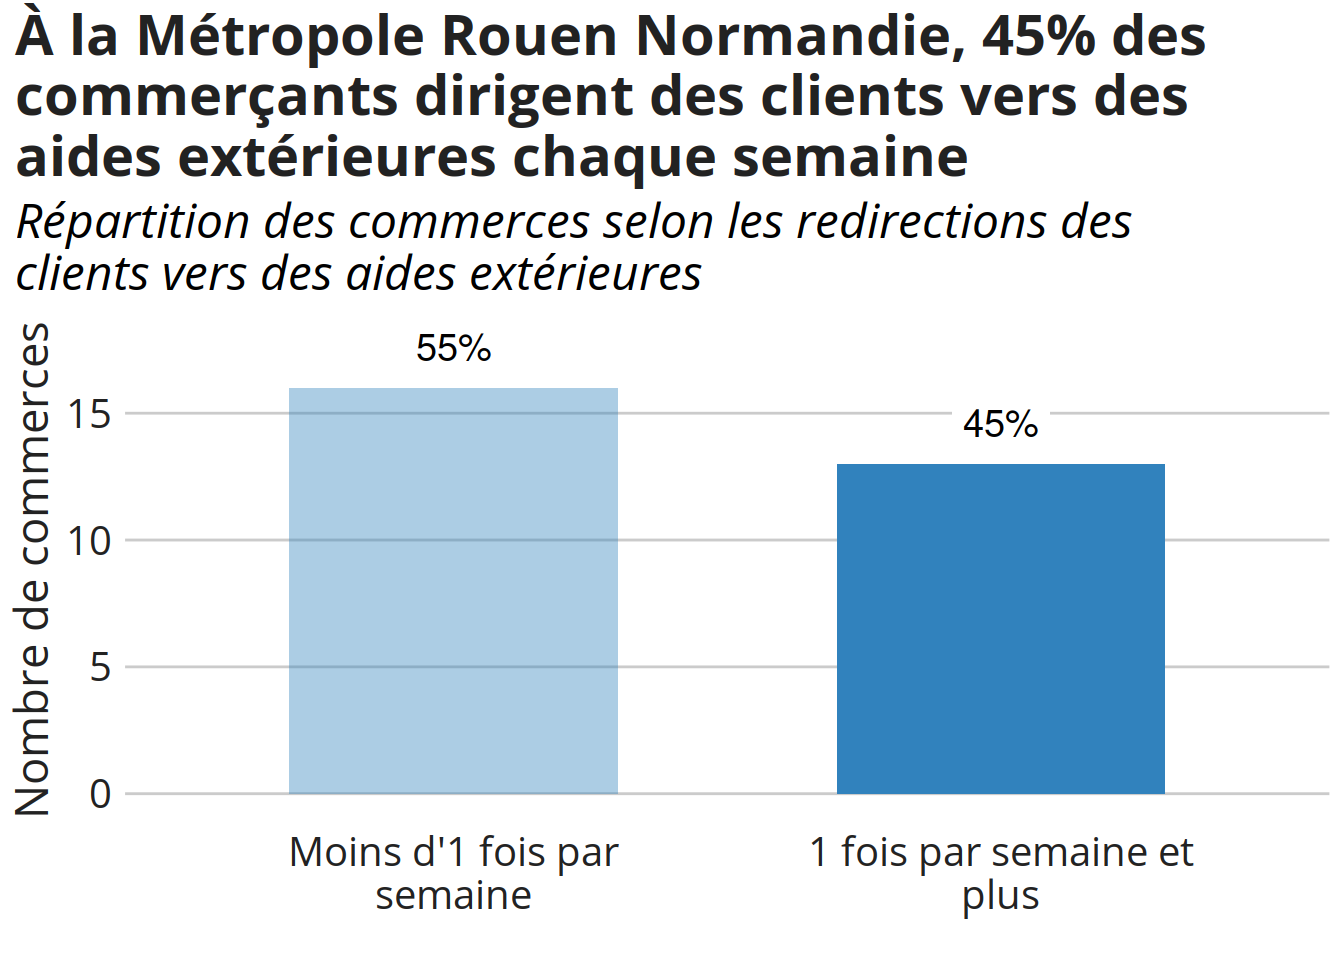 À la Métropole Rouen Normandie, 45% des
commerçants dirigent des clients vers des
aides extérieures chaque semaine
Répartition des commerces selon les redirections des
clients vers des aides extérieures
Nombre de commerces
55%
15
45%
10
5
0
Moins d'1 fois par
semaine
1 fois par semaine et
plus